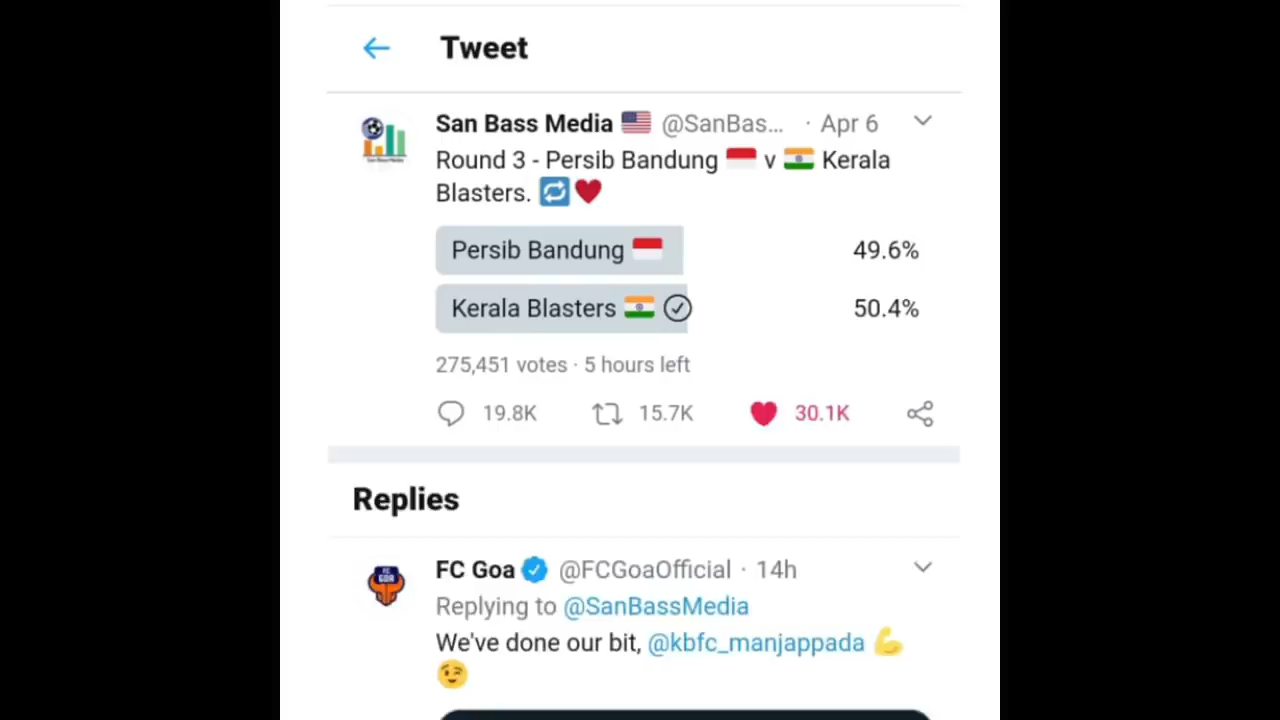 Tweet
San Bass Media 🇺🇸 @SanBas... · Apr 6
Round 3 - Persib Bandung 🇮🇩 v 🇮🇳 Kerala
Blasters. 🔁❤️
Persib Bandung 🇮🇩 49.6%
Kerala Blasters 🇮🇳 50.4%
275,451 votes · 5 hours left
19.8K 15.7K 30.1K
Replies
FC Goa @FCGoaOfficial · 14h
Replying to @SanBassMedia
We've done our bit, @kbfc_manjappada 💪
😉